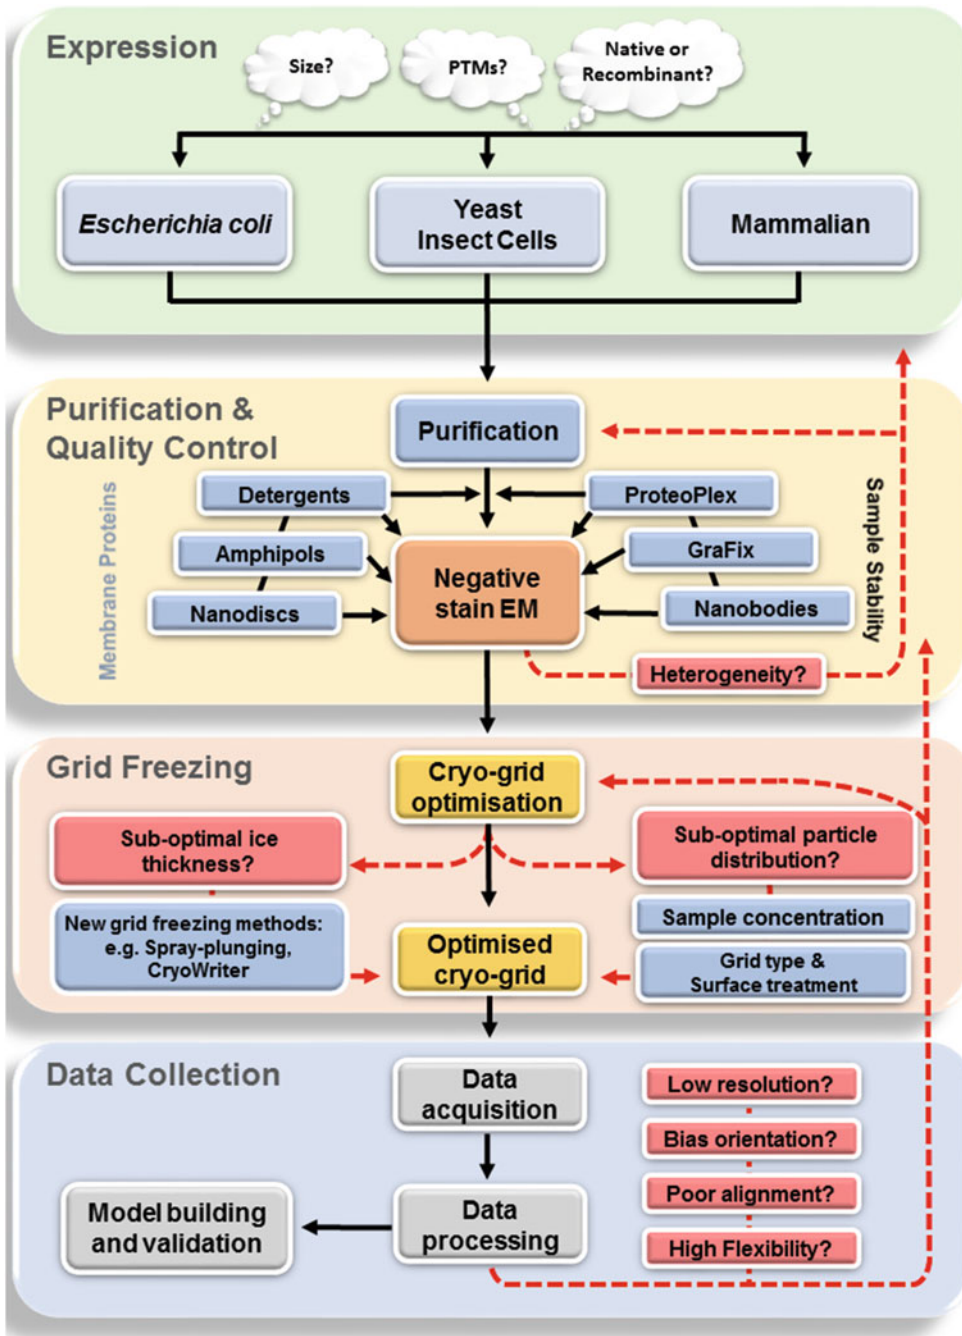 Expression
Size?
PTMs?
Native or
Recombinant?
Escherichia coli
Yeast
Insect Cells
Mammalian
Purification &
Quality Control
Purification
Membrane Proteins
Detergents
Amphipols
Nanodiscs
Negative
stain EM
ProteoPlex
GraFix
Nanobodies
Sample Stability
Heterogeneity?
Grid Freezing
Cryo-grid
optimisation
Sub-optimal ice
thickness?
Sub-optimal particle
distribution?
New grid freezing methods:
e.g. Spray-plunging,
CryoWriter
Optimised
cryo-grid
Sample concentration
Grid type &
Surface treatment
Data Collection
Data
acquisition
Low resolution?
Bias orientation?
Poor alignment?
High Flexibility?
Model building
and validation
Data
processing